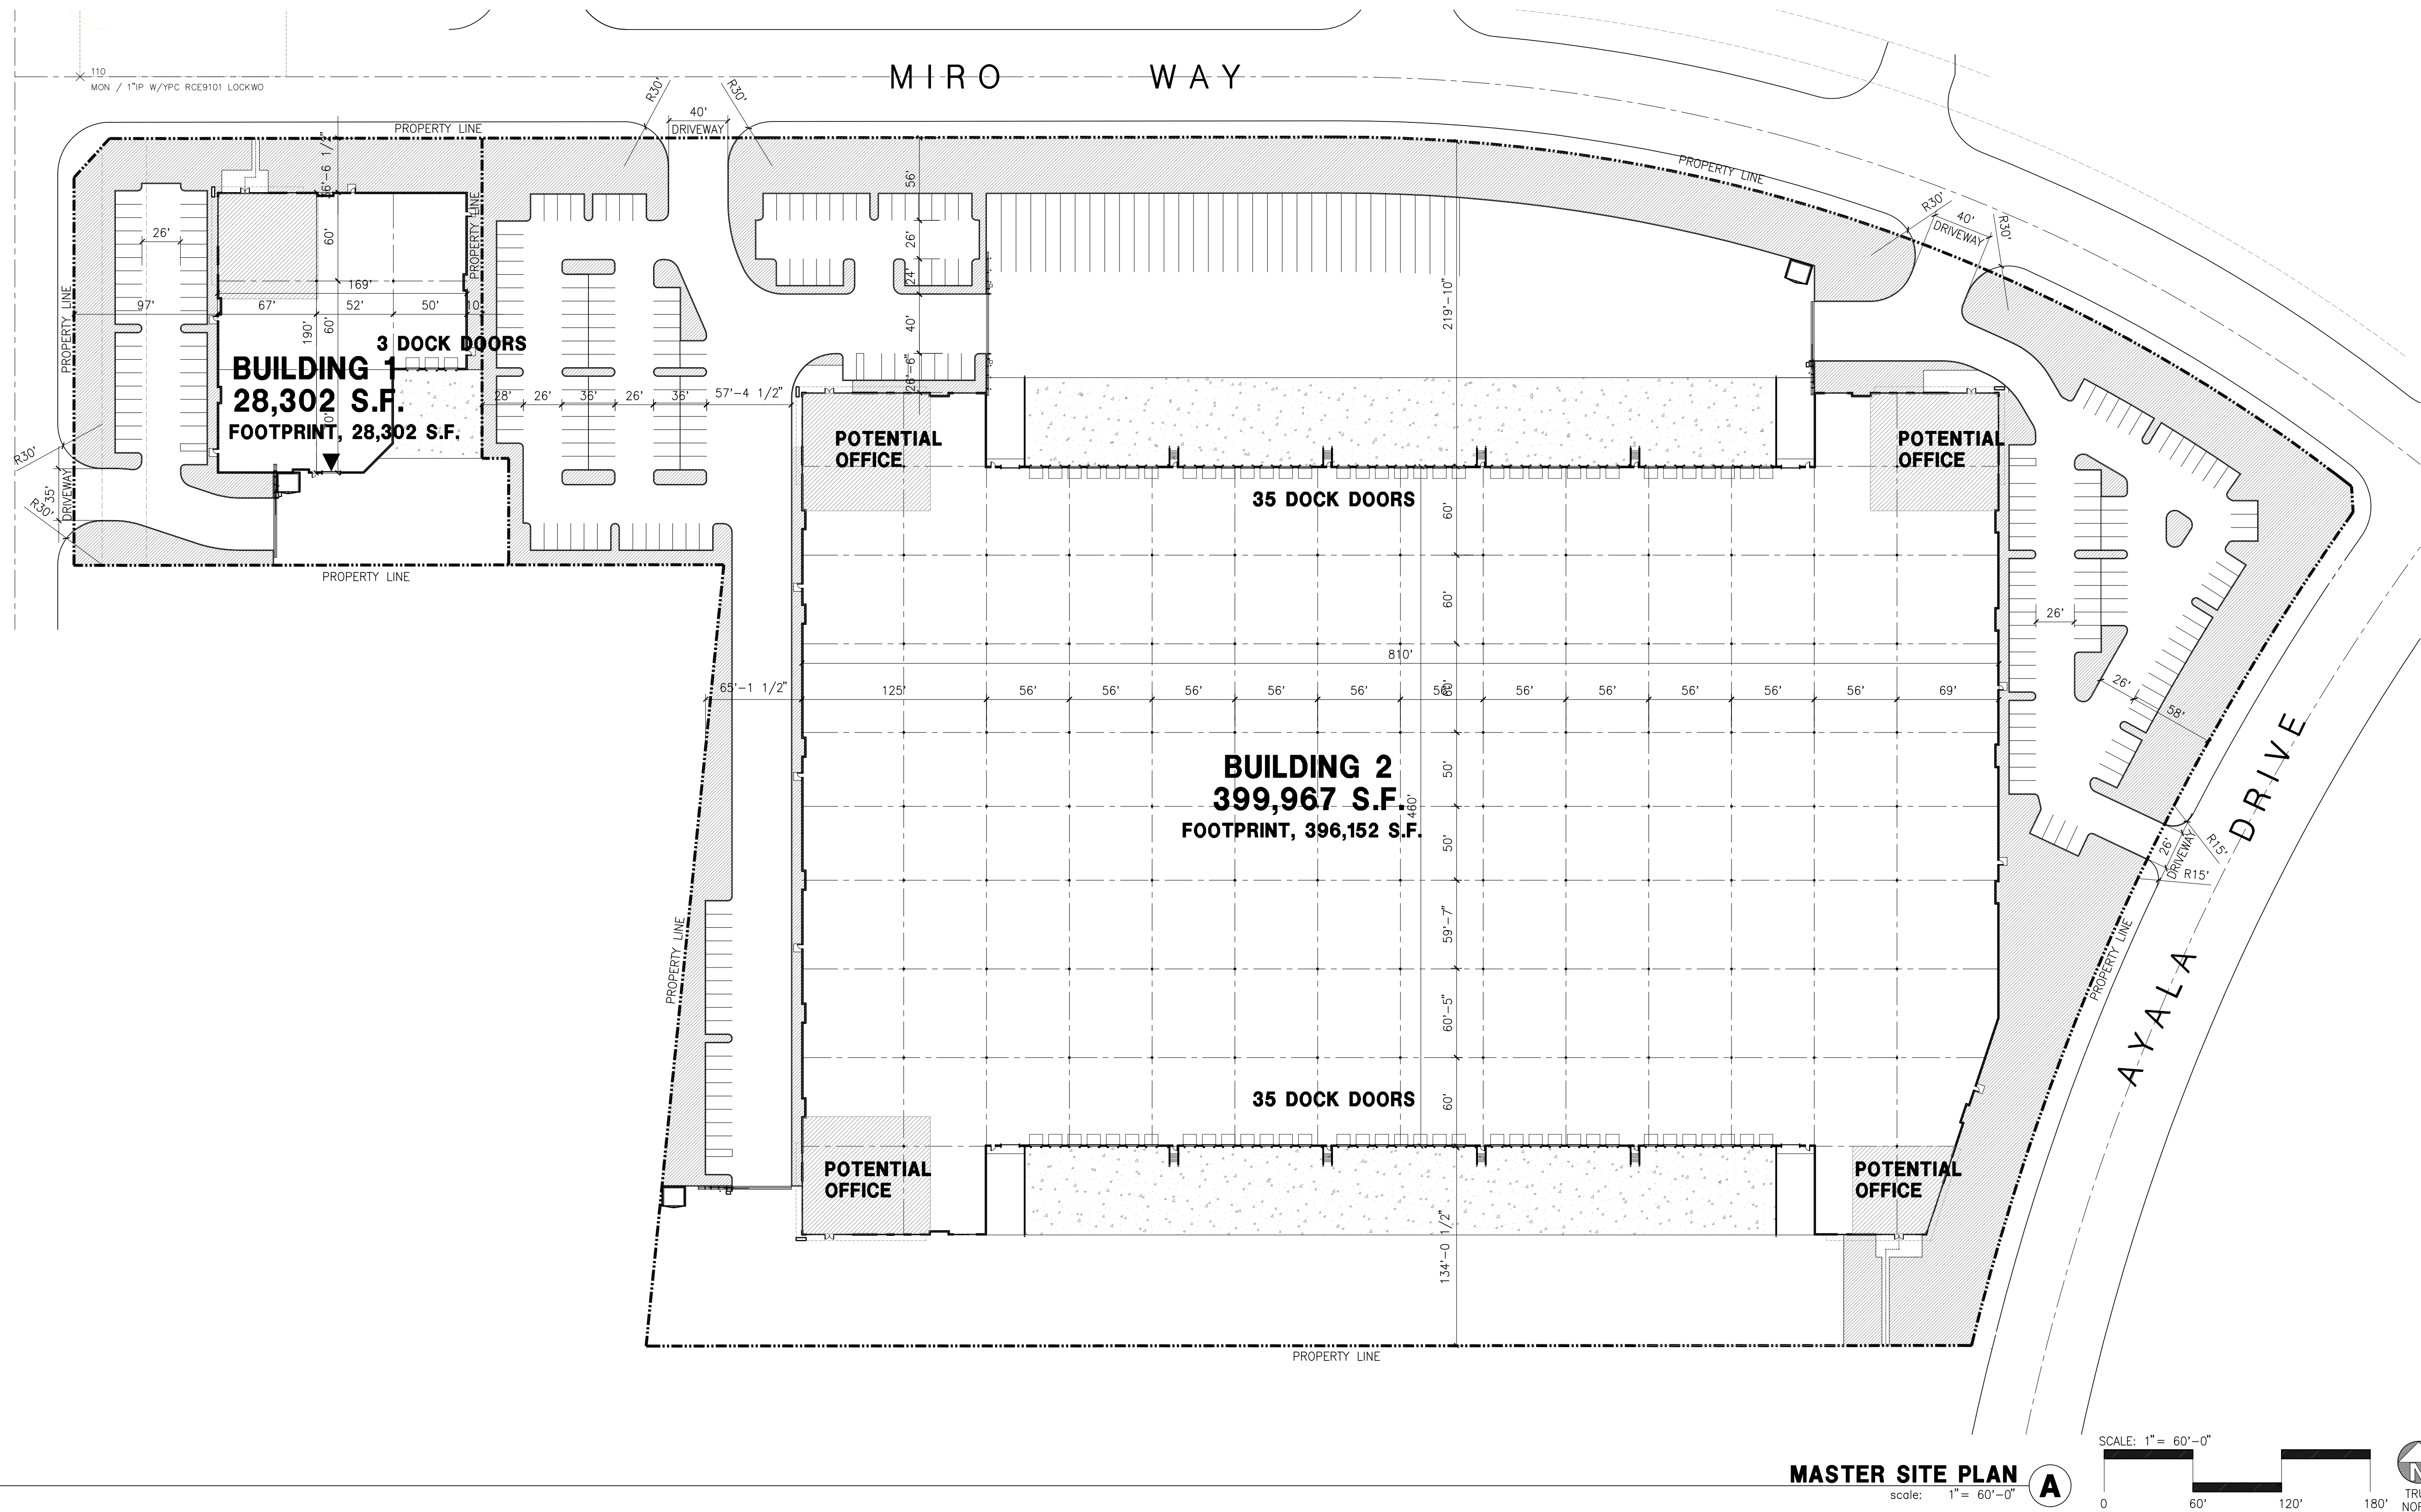 MIRO WAY
110
MON / 1"IP W/YPC RCE9101 LOCKWO
PROPERTY LINE
R30'
R30'
40'
DRIVEWAY
PROPERTY LINE
PROPERTY LINE
R30'
40'
DRIVEWAY
R30'
PROPERTY LINE
26'
60'
56'
26'
24'
40'
26'-6"
219'-10"
169'
97'
67'
52'
50'
10'
190'
60'
3 DOCK DOORS
BUILDING 1
28,302 S.F.
FOOTPRINT, 28,302 S.F.
28'
26'
36'
26'
36'
57'-4 1/2"
R30'
35'
DRIVEWAY
R30'
PROPERTY LINE
POTENTIAL
OFFICE
POTENTIAL
OFFICE
35 DOCK DOORS
60'
60'
26'
810'
65'-1 1/2"
125'
56'
56'
56'
56'
56'
56'
60'
56'
56'
56'
56'
56'
69'
26'
58'
BUILDING 2
399,967 S.F.
FOOTPRINT, 396,152 S.F.
460'
50'
50'
59'-7"
60'-5"
60'
R15'
26'
DRIVEWAY
R15'
AYALA DRIVE
PROPERTY LINE
PROPERTY LINE
35 DOCK DOORS
POTENTIAL
OFFICE
POTENTIAL
OFFICE
134'-0 1/2"
PROPERTY LINE
MASTER SITE PLAN
scale: 1"= 60'-0"
A
SCALE: 1"= 60'-0"
0
60'
120'
180'
N